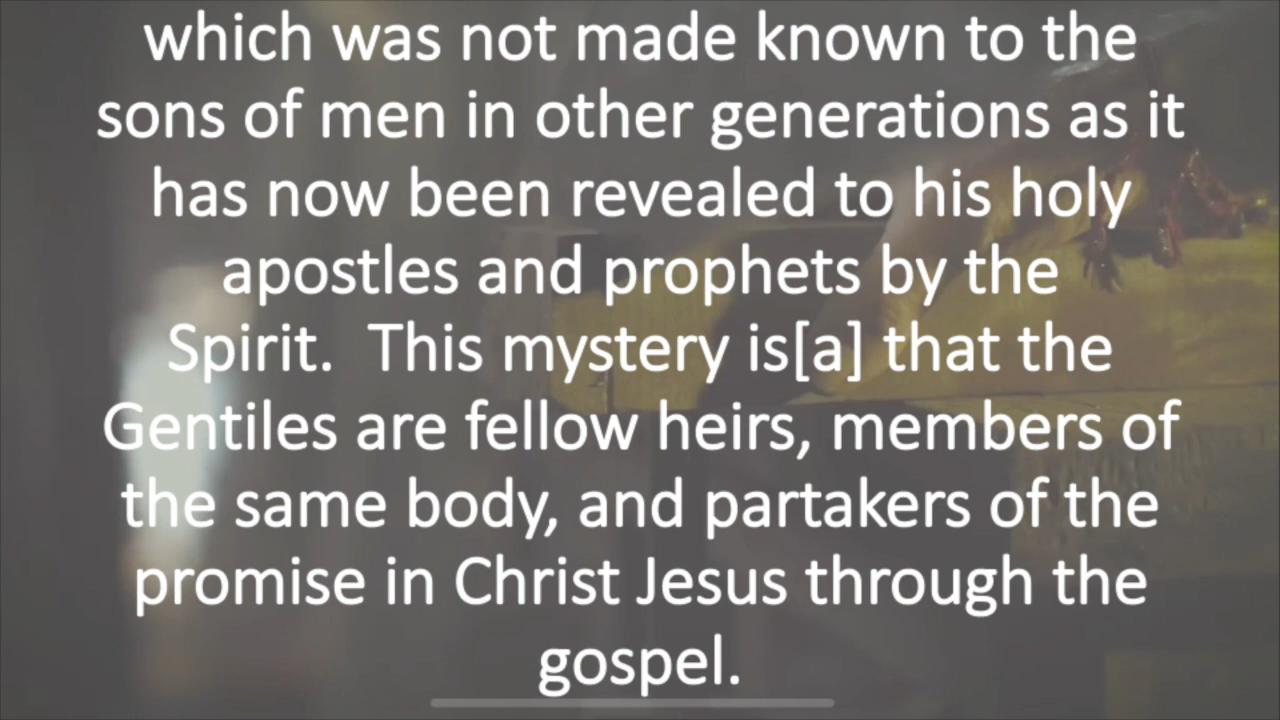 which was not made known to the
sons of men in other generations as it
has now been revealed to his holy
apostles and prophets by the
Spirit.  This mystery is[a] that the
Gentiles are fellow heirs, members of
the same body, and partakers of the
promise in Christ Jesus through the
gospel.